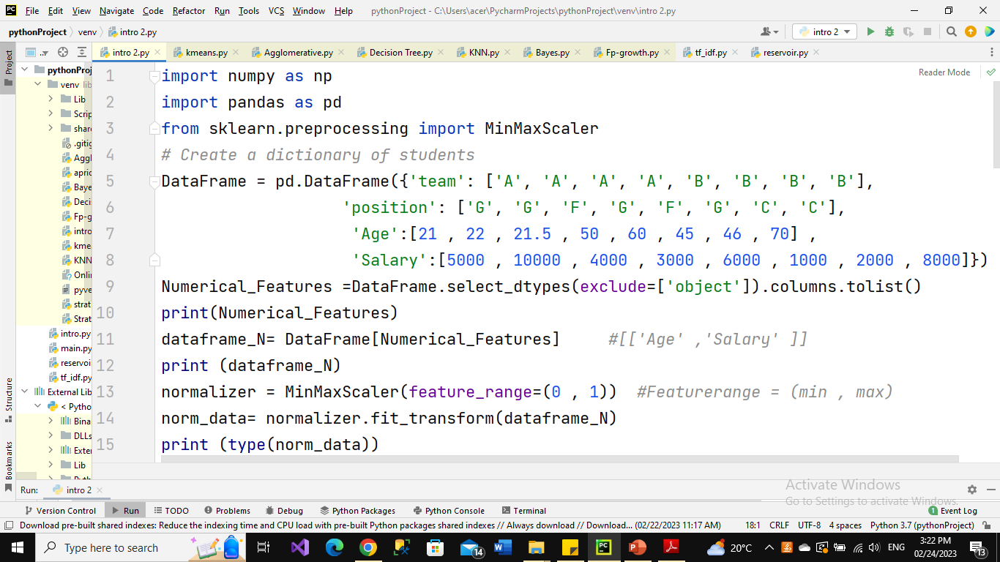 File Edit View Navigate Code Refactor Run Tools VCS Window Help pythonProject - C:\Users\acer\PycharmProjects\pythonProject\venv\intro 2.py
pythonProject venv intro 2.py intro 2
Project .. intro 2.py kmeans.py Agglomerative.py Decision Tree.py KNN.py Bayes.py Fp-growth.py tf_idf.py reservoir.py
Reader Mode
pythonProj
venv lib
Lib
Scrip
share
.gitig
Aggl
apric
Baye
Deci
Fp-g
intro
kme
KNN
Onli
pyve
strat
Strat
intro.py
main.py
reservoi
tf_idf.py
External Lib
< Pytho
Bina
DLLs
Exter
Lib
Structure
Bookmarks
1 import numpy as np
2 import pandas as pd
3 from sklearn.preprocessing import MinMaxScaler
4 # Create a dictionary of students
5 DataFrame = pd.DataFrame({'team': ['A', 'A', 'A', 'A', 'B', 'B', 'B', 'B'],
6 'position': ['G', 'G', 'F', 'G', 'F', 'G', 'C', 'C'],
7 'Age':[21 , 22 , 21.5 , 50 , 60 , 45 , 46 , 70] ,
8 'Salary':[5000 , 10000 , 4000 , 3000 , 6000 , 1000 , 2000 , 8000]})
9 Numerical_Features =DataFrame.select_dtypes(exclude=['object']).columns.tolist()
10 print(Numerical_Features)
11 dataframe_N= DataFrame[Numerical_Features] #[['Age' ,'Salary' ]]
12 print (dataframe_N)
13 normalizer = MinMaxScaler(feature_range=(0 , 1)) #Featurerange = (min , max)
14 norm_data= normalizer.fit_transform(dataframe_N)
15 print (type(norm_data))
Run: intro 2
Activate Windows
Go to Settings to activate Windows.
Version Control Run TODO Problems Debug Python Packages Python Console Terminal 1 Event Log
Download pre-built shared indexes: Reduce the indexing time and CPU load with pre-built Python packages shared indexes // Always download // Download... (02/22/2023 11:17 AM) 18:1 CRLF UTF-8 4 spaces Python 3.7 (pythonProject)
Type here to search 14 20°C ENG 3:22 PM 13
02/24/2023